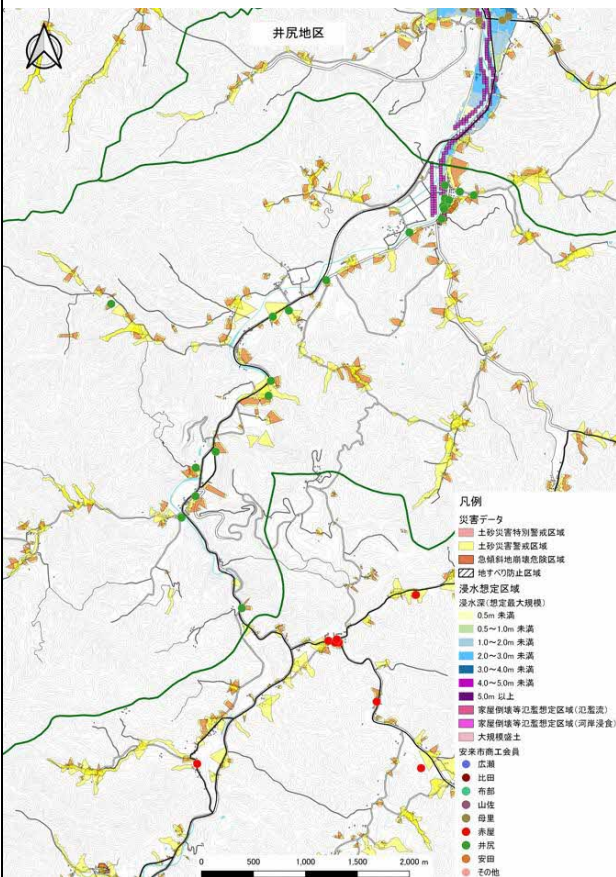 井尻地区
凡例
災害データ
土砂災害特別警戒区域
土砂災害警戒区域
急傾斜地崩壊危険区域
地すべり防止区域
浸水想定区域
浸水深(想定最大規模)
0.5m 未満
0.5～1.0m 未満
1.0～2.0m 未満
2.0～3.0m 未満
3.0～4.0m 未満
4.0～5.0m 未満
5.0m 以上
家屋倒壊等氾濫想定区域(氾濫流)
家屋倒壊等氾濫想定区域(河岸浸食)
大規模盛土
安来市商工会員
広瀬
比田
布部
山佐
母里
赤屋
井尻
安田
その他
0 500 1,000 1,500 2,000 m